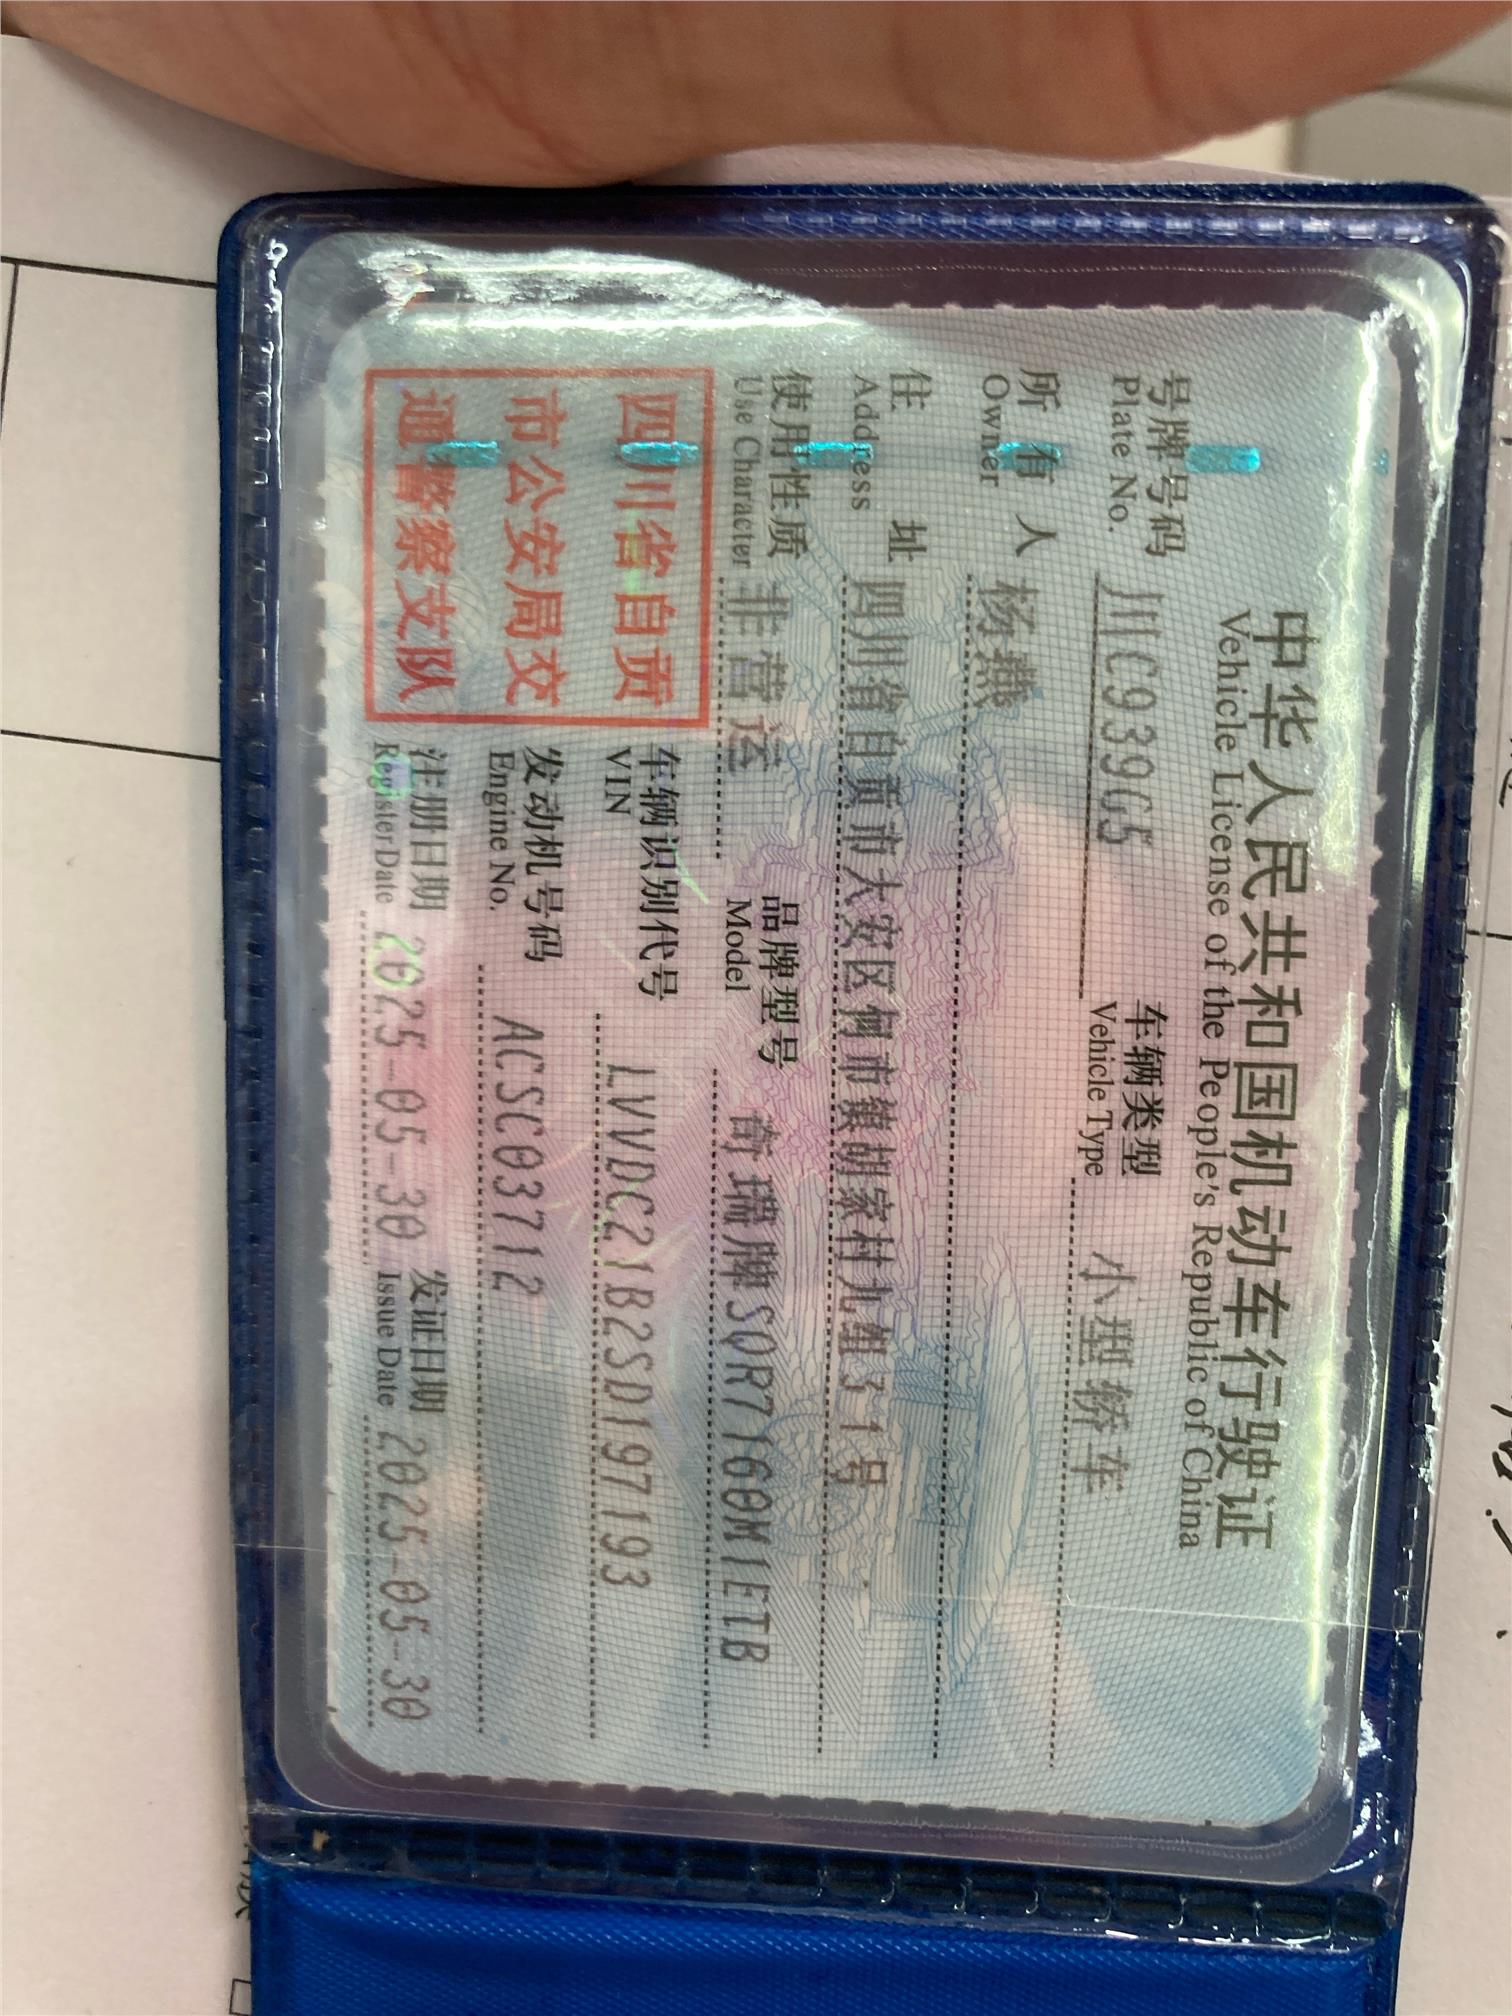 中华人民共和国机动车行驶证
Vehicle License of the People's Republic of China
号牌号码 川C939G5 车辆类型 小型轿车
Plate No. Vehicle Type
所有人 杨燕
Owner
住址 四川省自贡市大安区何市镇胡家村九组31号
Address
使用性质 非营运 品牌型号 奇瑞牌SQR7160M1ETB
Use Character Model
四川省自贡
市公安局交
通警察支队
车辆识别代号 LVVDC21B2SD197193
VIN
发动机号码 ACSC03712
Engine No.
注册日期 2025-05-30 发证日期 2025-05-30
Register Date Issue Date